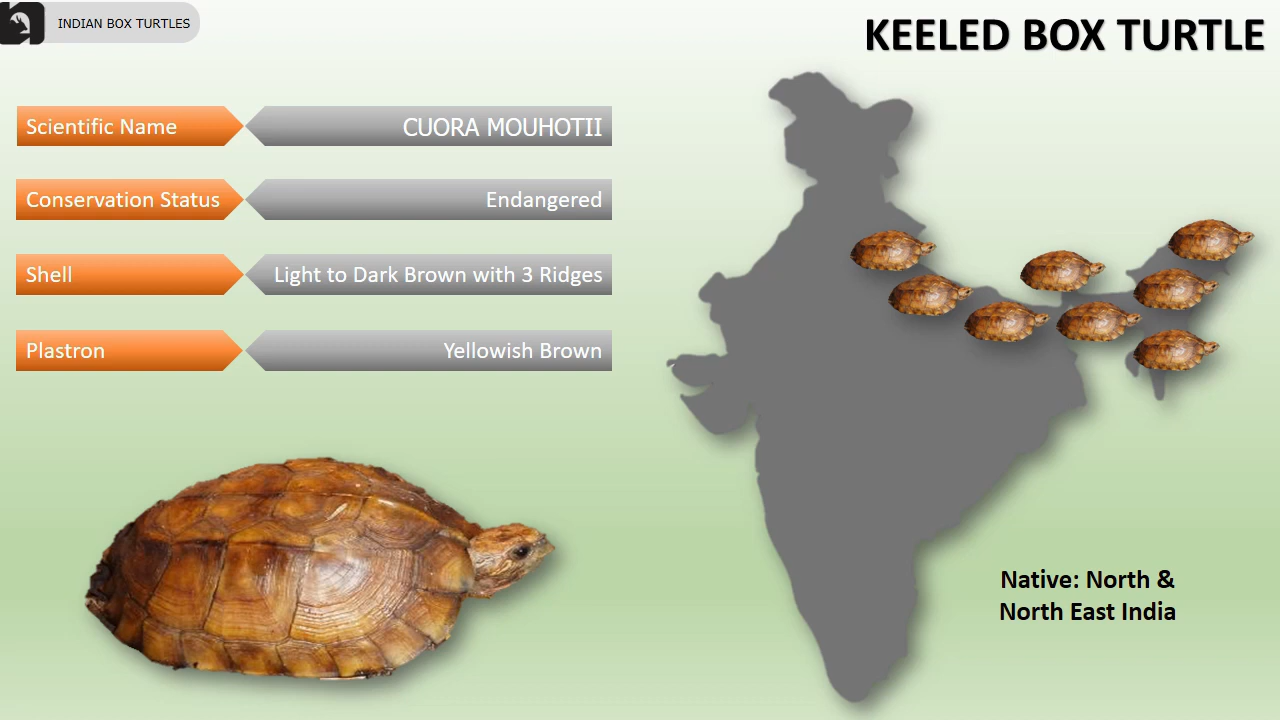 INDIAN BOX TURTLES
KEELED BOX TURTLE
Scientific Name
CUORA MOUHOTII
Conservation Status
Endangered
Shell
Light to Dark Brown with 3 Ridges
Plastron
Yellowish Brown
Native: North &
North East India